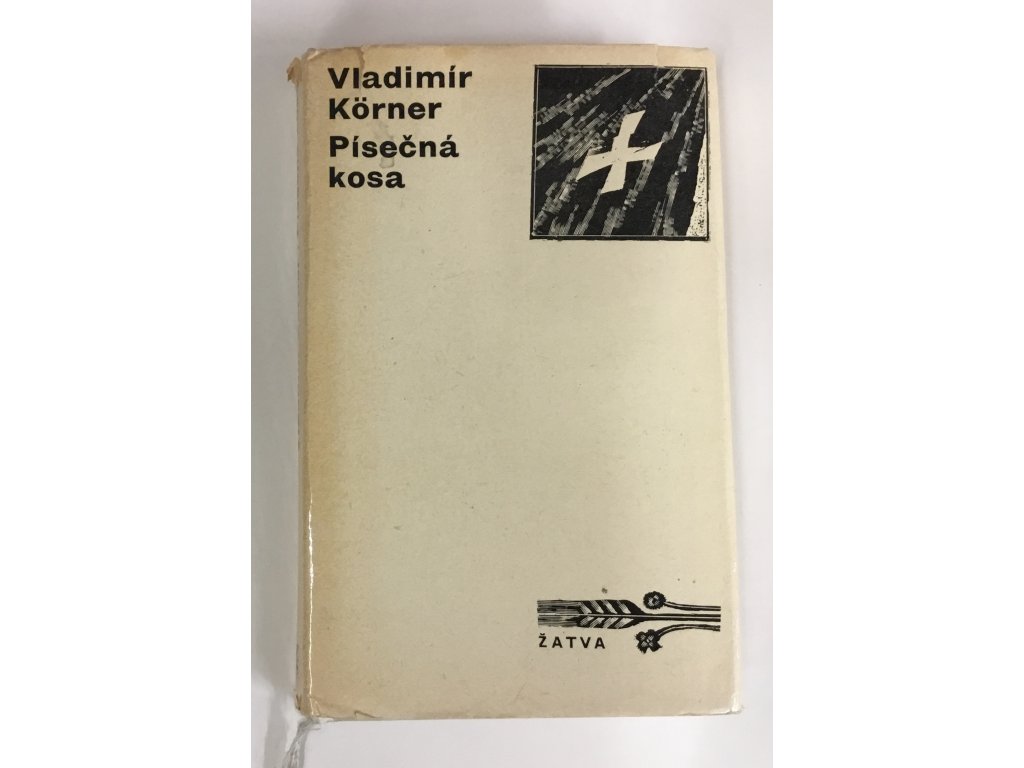 Vladimír
Körner
Písečná
kosa
ŽATVA